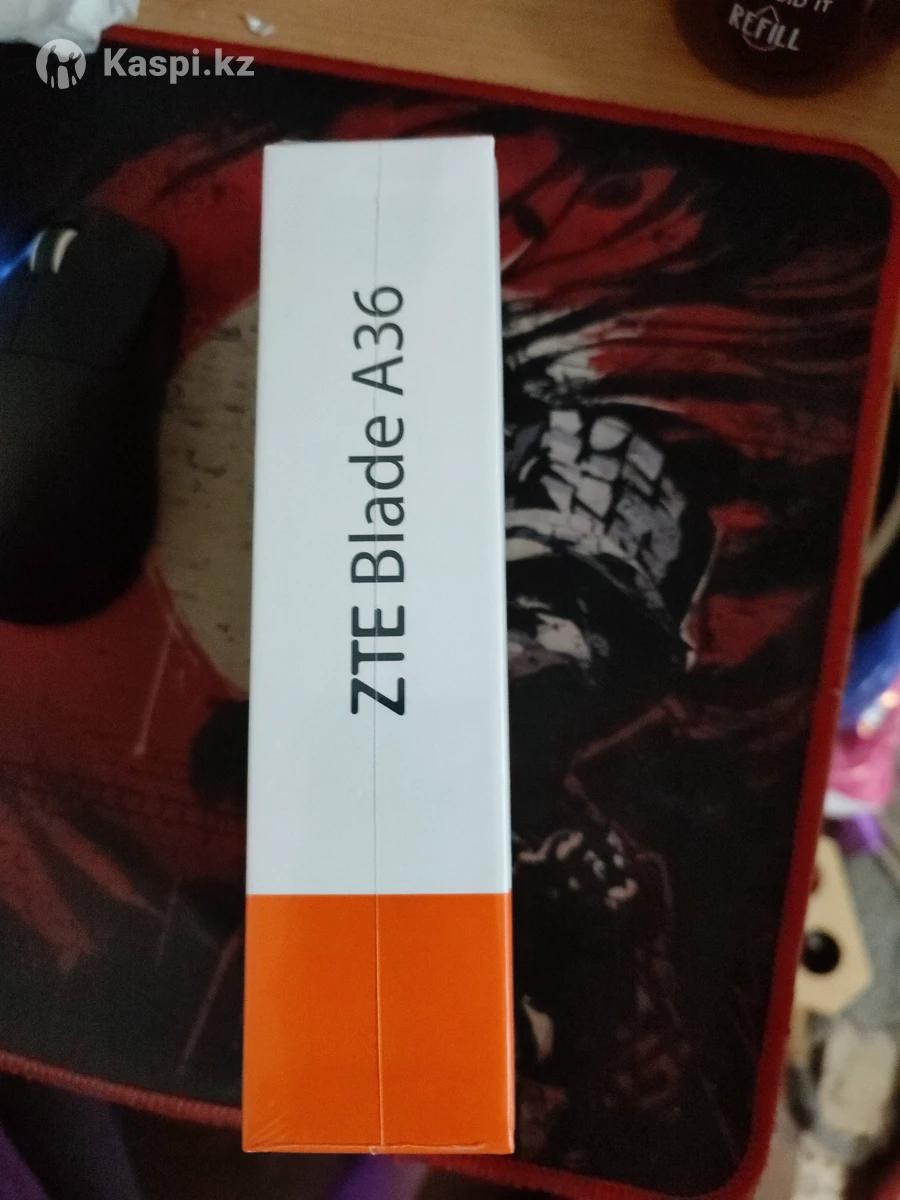 Kaspi.kz
REFILL
ZTE Blade A36